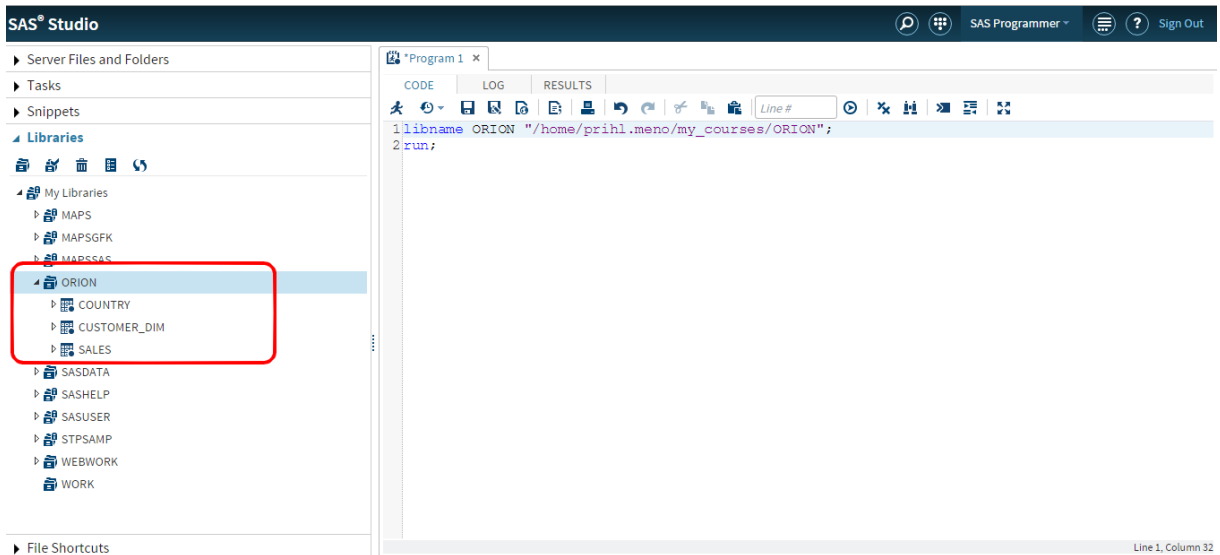 SAS® Studio
SAS Programmer
Sign Out
Server Files and Folders
Tasks
Snippets
Libraries
My Libraries
MAPS
MAPSGFK
MAPSSAS
ORION
COUNTRY
CUSTOMER_DIM
SALES
SASDATA
SASHELP
SASUSER
STPSAMP
WEBWORK
WORK
File Shortcuts
*Program 1 ×
CODE LOG RESULTS
Line #
1 libname ORION "/home/prihl.meno/my_courses/ORION";
2 run;
Line 1, Column 32